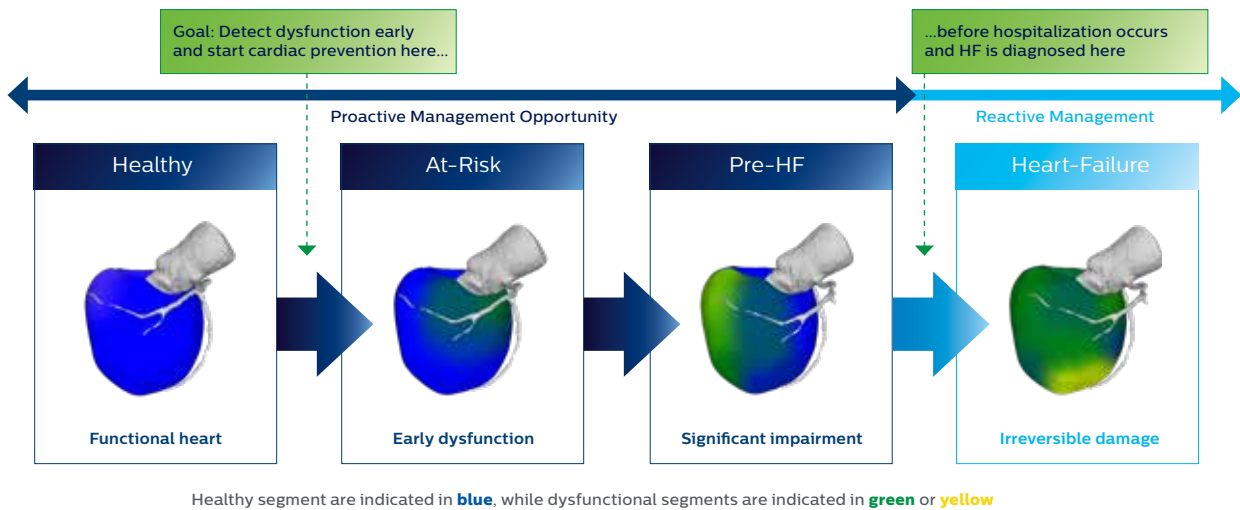 Goal: Detect dysfunction early
and start cardiac prevention here...
...before hospitalization occurs
and HF is diagnosed here
Proactive Management Opportunity
Reactive Management
Healthy
At-Risk
Pre-HF
Heart-Failure
Functional heart
Early dysfunction
Significant impairment
Irreversible damage
Healthy segment are indicated in blue, while dysfunctional segments are indicated in green or yellow